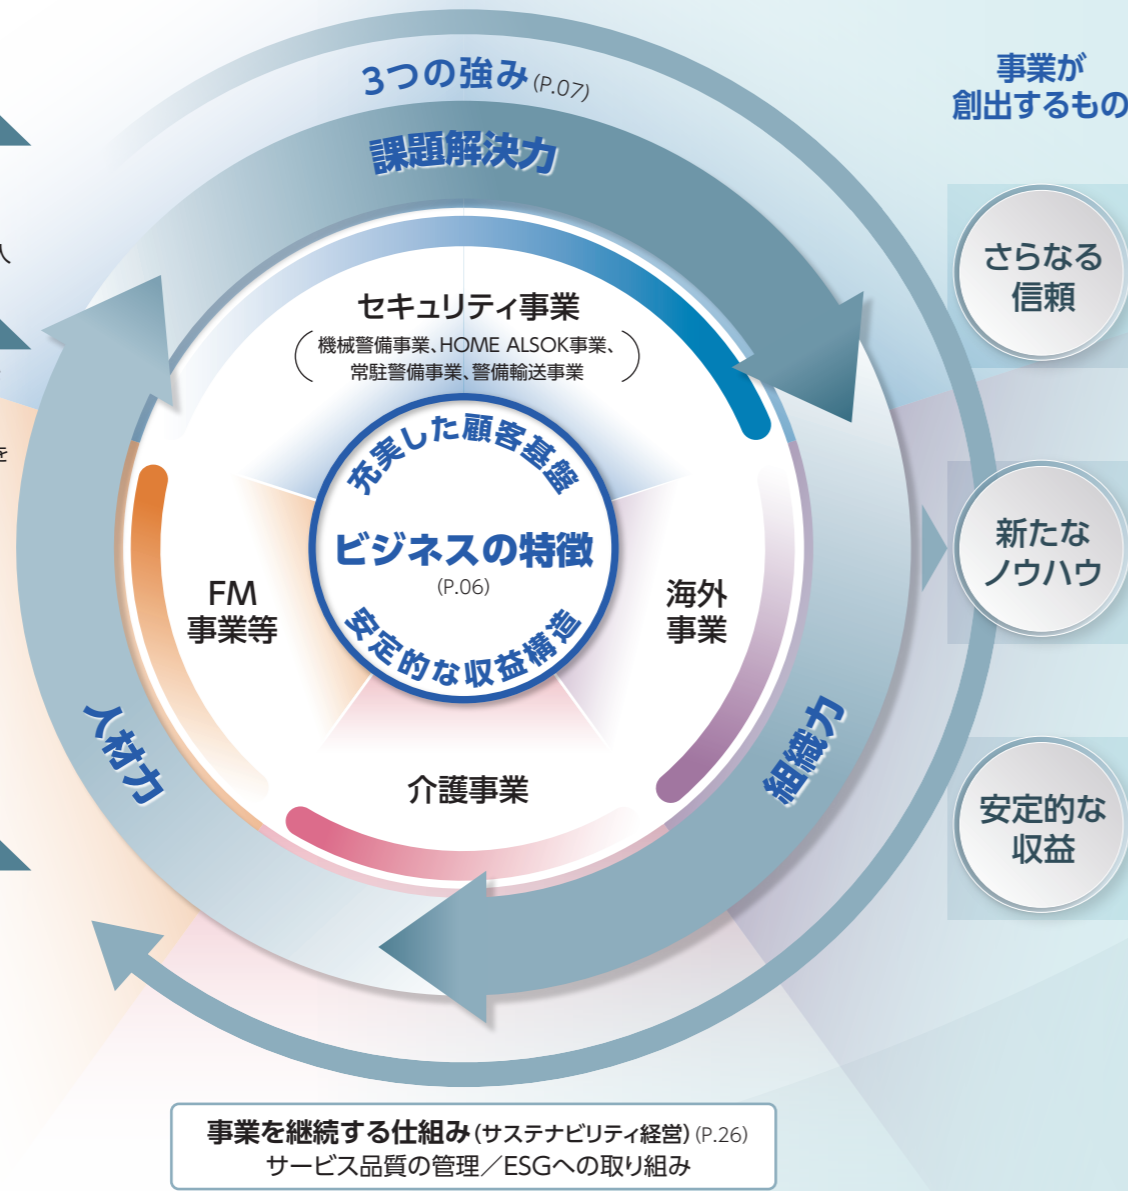 3つの強み(P.07)
課題解決力
人
を
セキュリティ事業
(機械警備事業、HOME ALSOK事業、
常駐警備事業、警備輸送事業)
充実した顧客基盤
ビジネスの特徴
(P.06)
安定的な収益構造
FM
事業等
海外
事業
介護事業
人材力
組織力
事業が
創出するもの
さらなる
信頼
新たな
ノウハウ
安定的な
収益
事業を継続する仕組み(サステナビリティ経営)(P.26)
サービス品質の管理/ESGへの取り組み